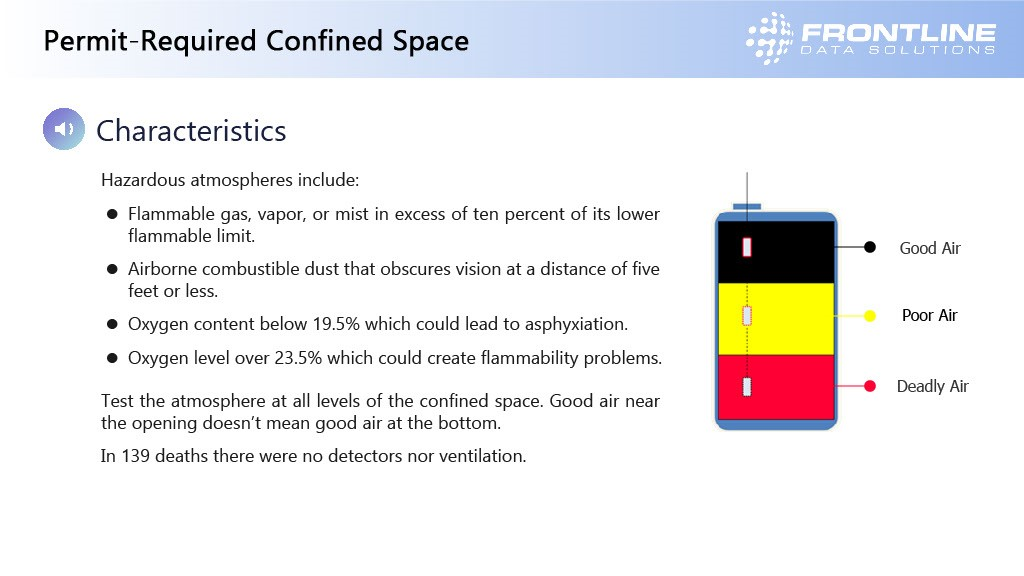 Permit-Required Confined Space
FRONTLINE
DATA SOLUTIONS
Characteristics
Hazardous atmospheres include:
● Flammable gas, vapor, or mist in excess of ten percent of its lower
flammable limit.
● Airborne combustible dust that obscures vision at a distance of five
feet or less.
● Oxygen content below 19.5% which could lead to asphyxiation.
● Oxygen level over 23.5% which could create flammability problems.
Test the atmosphere at all levels of the confined space. Good air near
the opening doesn’t mean good air at the bottom.
In 139 deaths there were no detectors nor ventilation.
Good Air
Poor Air
Deadly Air